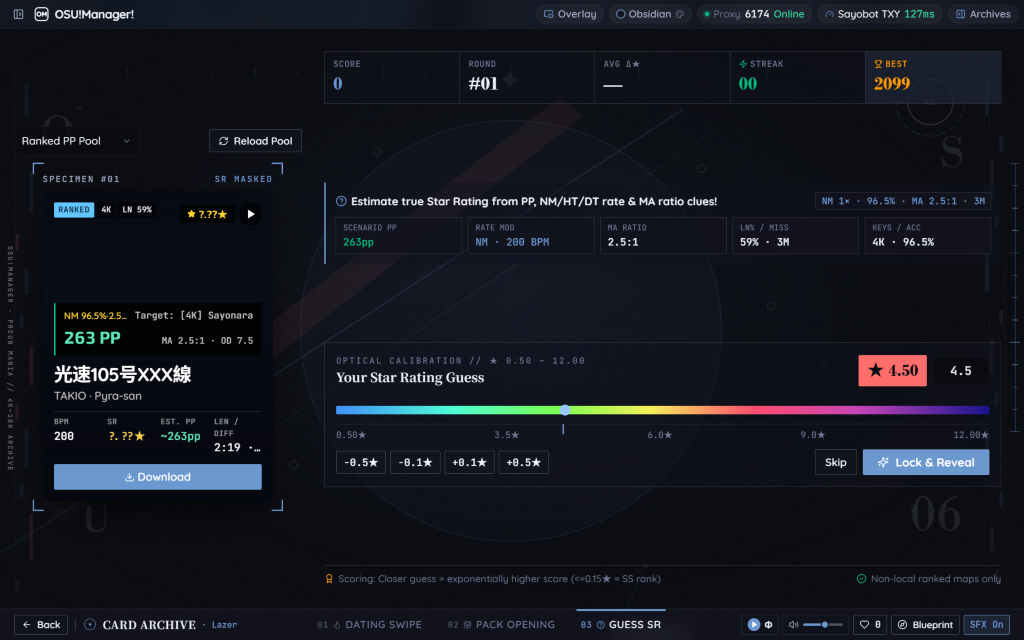 OM OSU!Manager!
Overlay
Obsidian
Proxy 6174 Online
Sayobot TXY 127ms
Archives
SCORE
0
ROUND
#01
AVG Δ★
—
STREAK
00
BEST
2099
Ranked PP Pool
Reload Pool
SPECIMEN #01
SR MASKED
RANKED 4K LN 59%
★ ?.??★
NM 96.5%·2.5… Target: [4K] Sayonara
263 PP
MA 2.5:1 · OD 7.5
光速105号XXX線
TAKIO · Pyra-san
BPM
200
SR
?.??★
EST. PP
~263pp
LEN / DIFF
2:19 ·…
Download
Estimate true Star Rating from PP, NM/HT/DT rate & MA ratio clues!
NM 1× · 96.5% · MA 2.5:1 · 3M
SCENARIO PP
263pp
RATE MOD
NM · 200 BPM
MA RATIO
2.5:1
LN% / MISS
59% · 3M
KEYS / ACC
4K · 96.5%
OPTICAL CALIBRATION // ★ 0.50 – 12.00
Your Star Rating Guess
★ 4.50
4.5
0.50★
3.5★
6.0★
9.0★
12.00★
-0.5★
-0.1★
+0.1★
+0.5★
Skip
Lock & Reveal
S
U
06
OSU!MANAGER · PROUN MANIA // 4K–10K ARCHIVE
Scoring: Closer guess = exponentially higher score (<=0.15★ = SS rank)
Non-local ranked maps only
Back
CARD ARCHIVE · Lazer
01 DATING SWIPE
02 PACK OPENING
03 GUESS SR
Φ
0
Blueprint
SFX On